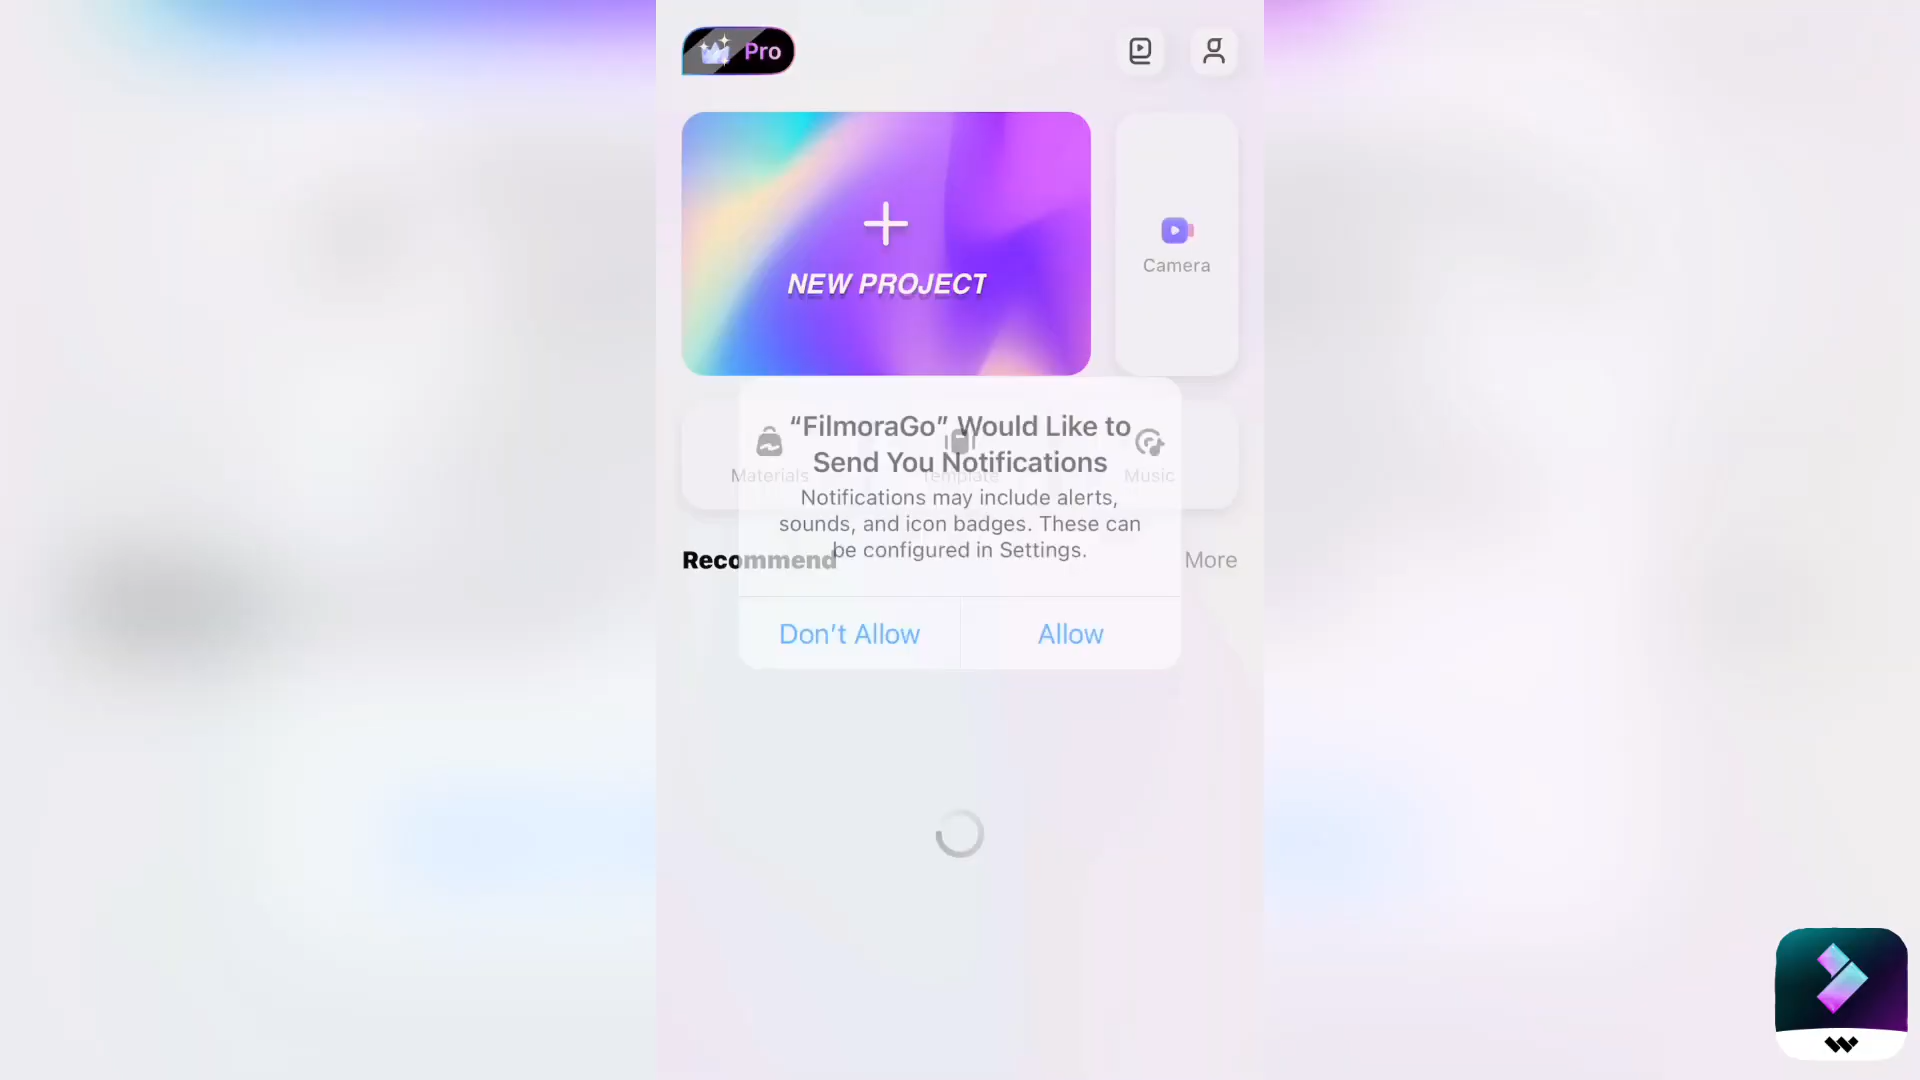 Pro
NEW PROJECT
Camera
“FilmoraGo” Would Like to
Send You Notifications
Materials
Template
Music
Notifications may include alerts,
sounds, and icon badges. These can
be configured in Settings.
Recommend
More
Don’t Allow
Allow